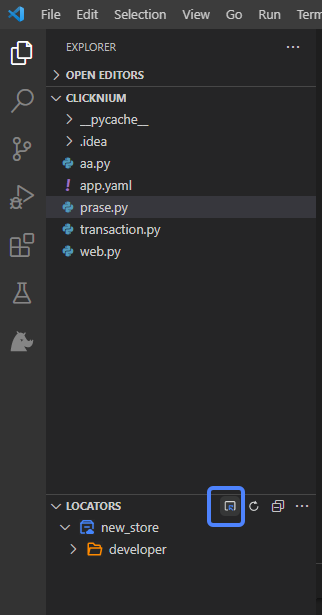 File Edit Selection View Go Run Term
EXPLORER
OPEN EDITORS
CLICKNIUM
__pycache__
.idea
aa.py
! app.yaml
prase.py
transaction.py
web.py
LOCATORS
new_store
developer